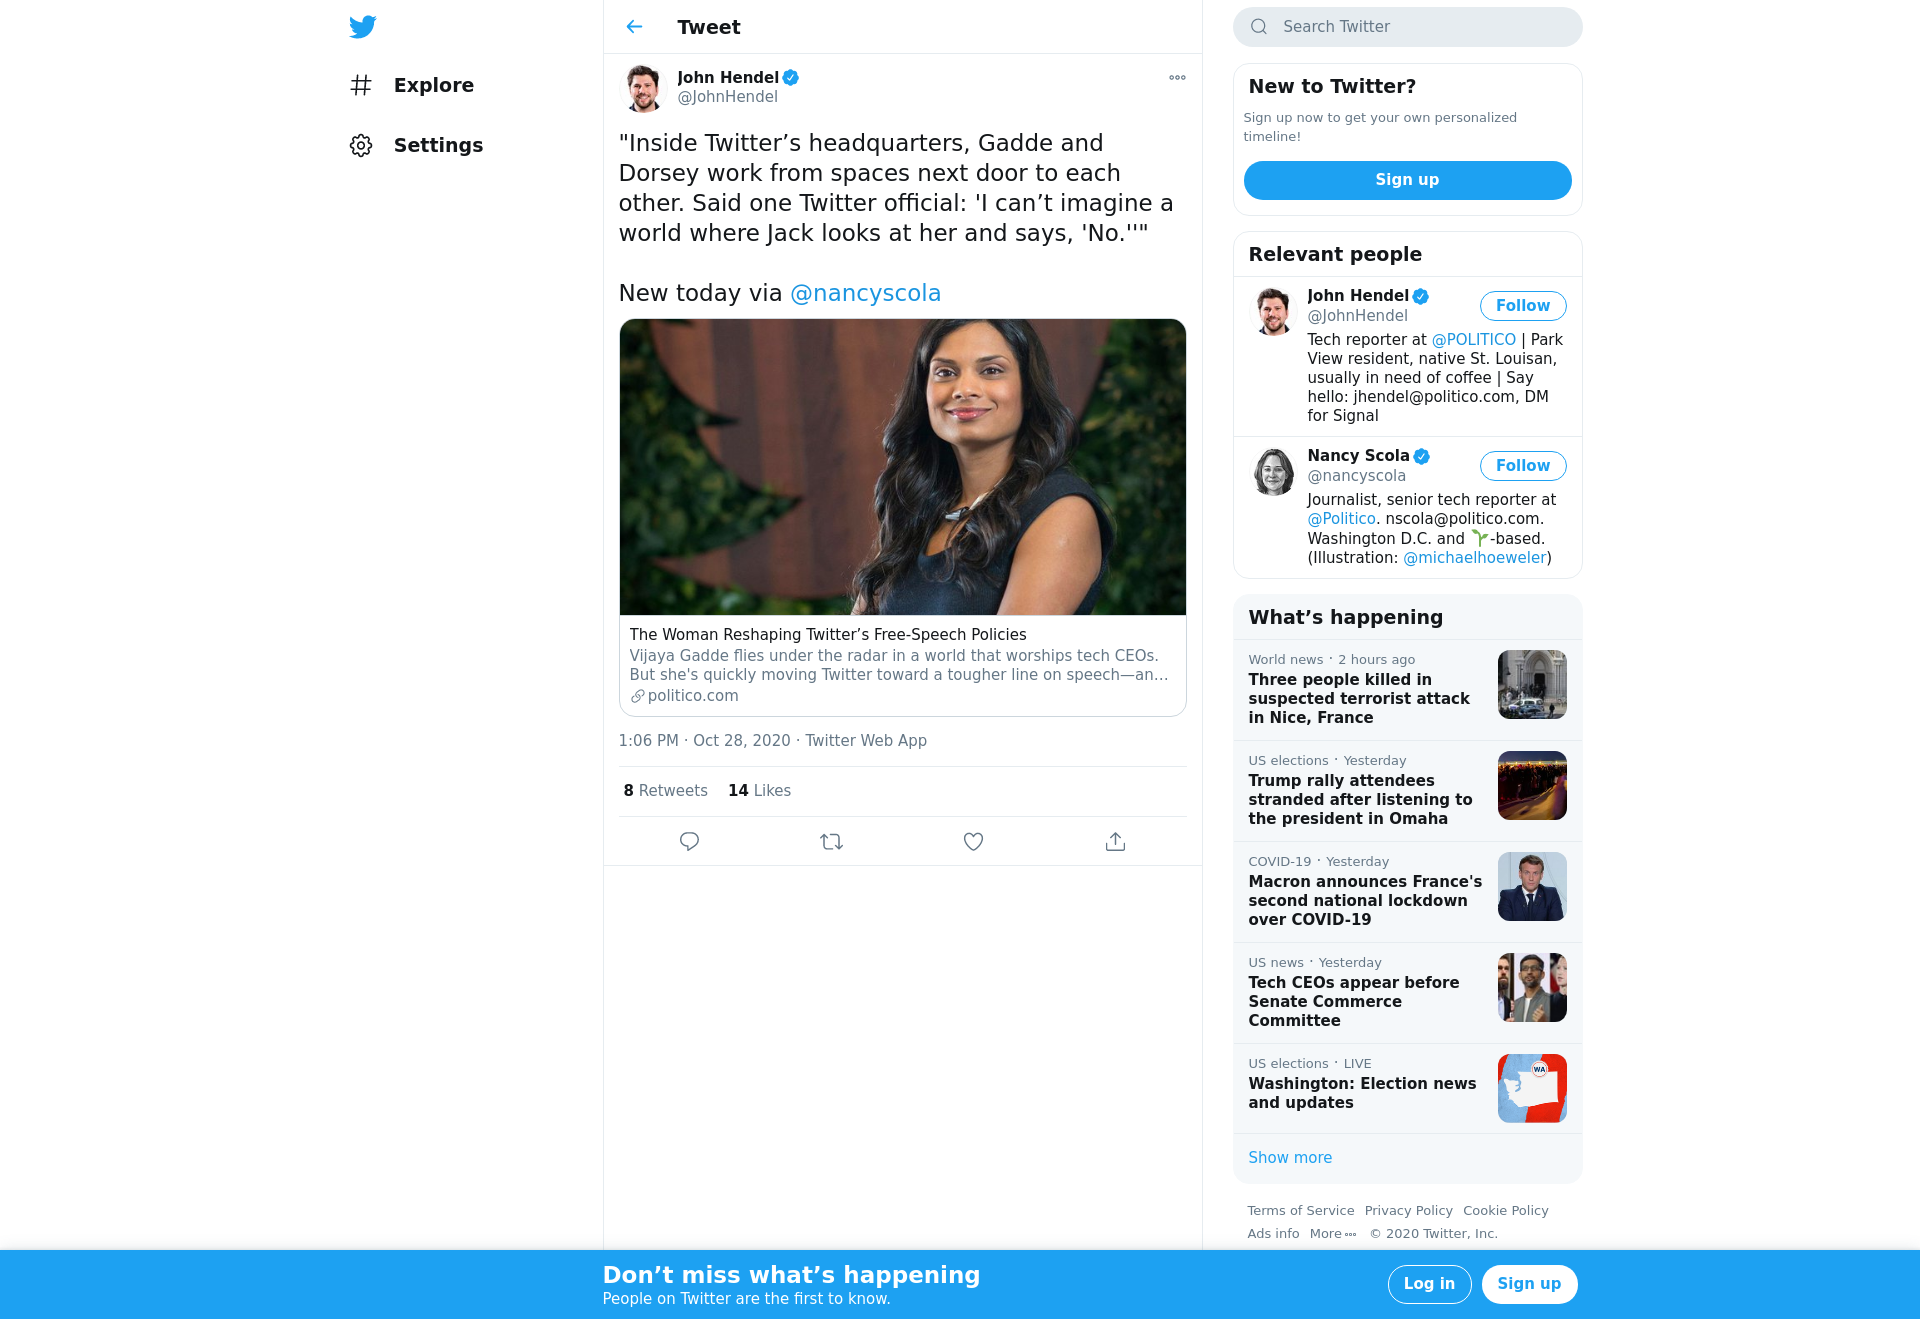 Explore
Settings
Tweet
John Hendel
@JohnHendel
"Inside Twitter’s headquarters, Gadde and
Dorsey work from spaces next door to each
other. Said one Twitter official: 'I can’t imagine a
world where Jack looks at her and says, 'No.''"
New today via @nancyscola
The Woman Reshaping Twitter’s Free-Speech Policies
Vijaya Gadde flies under the radar in a world that worships tech CEOs.
But she's quickly moving Twitter toward a tougher line on speech—an...
politico.com
1:06 PM · Oct 28, 2020 · Twitter Web App
8 Retweets 14 Likes
Search Twitter
New to Twitter?
Sign up now to get your own personalized
timeline!
Sign up
Relevant people
John Hendel
@JohnHendel
Follow
Tech reporter at @POLITICO | Park
View resident, native St. Louisan,
usually in need of coffee | Say
hello: jhendel@politico.com, DM
for Signal
Nancy Scola
@nancyscola
Follow
Journalist, senior tech reporter at
@Politico. nscola@politico.com.
Washington D.C. and 🌱-based.
(Illustration: @michaelhoeweler)
What’s happening
World news · 2 hours ago
Three people killed in
suspected terrorist attack
in Nice, France
US elections · Yesterday
Trump rally attendees
stranded after listening to
the president in Omaha
COVID-19 · Yesterday
Macron announces France's
second national lockdown
over COVID-19
US news · Yesterday
Tech CEOs appear before
Senate Commerce
Committee
US elections · LIVE
Washington: Election news
and updates
WA
Show more
Terms of Service Privacy Policy Cookie Policy
Ads info More © 2020 Twitter, Inc.
Don’t miss what’s happening
People on Twitter are the first to know.
Log in
Sign up